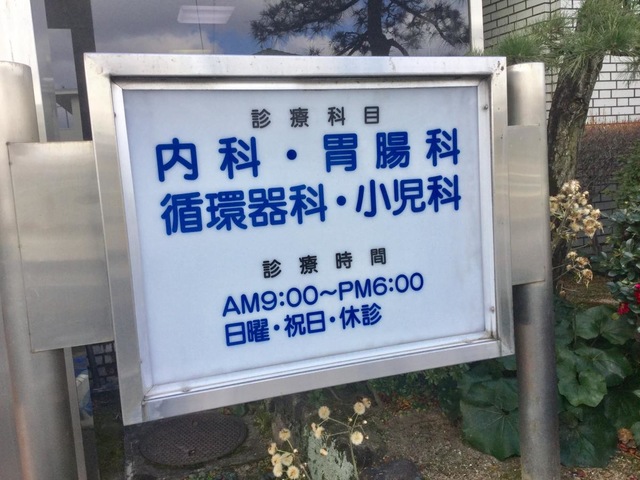 診療科目
内科・胃腸科
循環器科・小児科
診療時間
AM9:00～PM6:00
日曜・祝日・休診